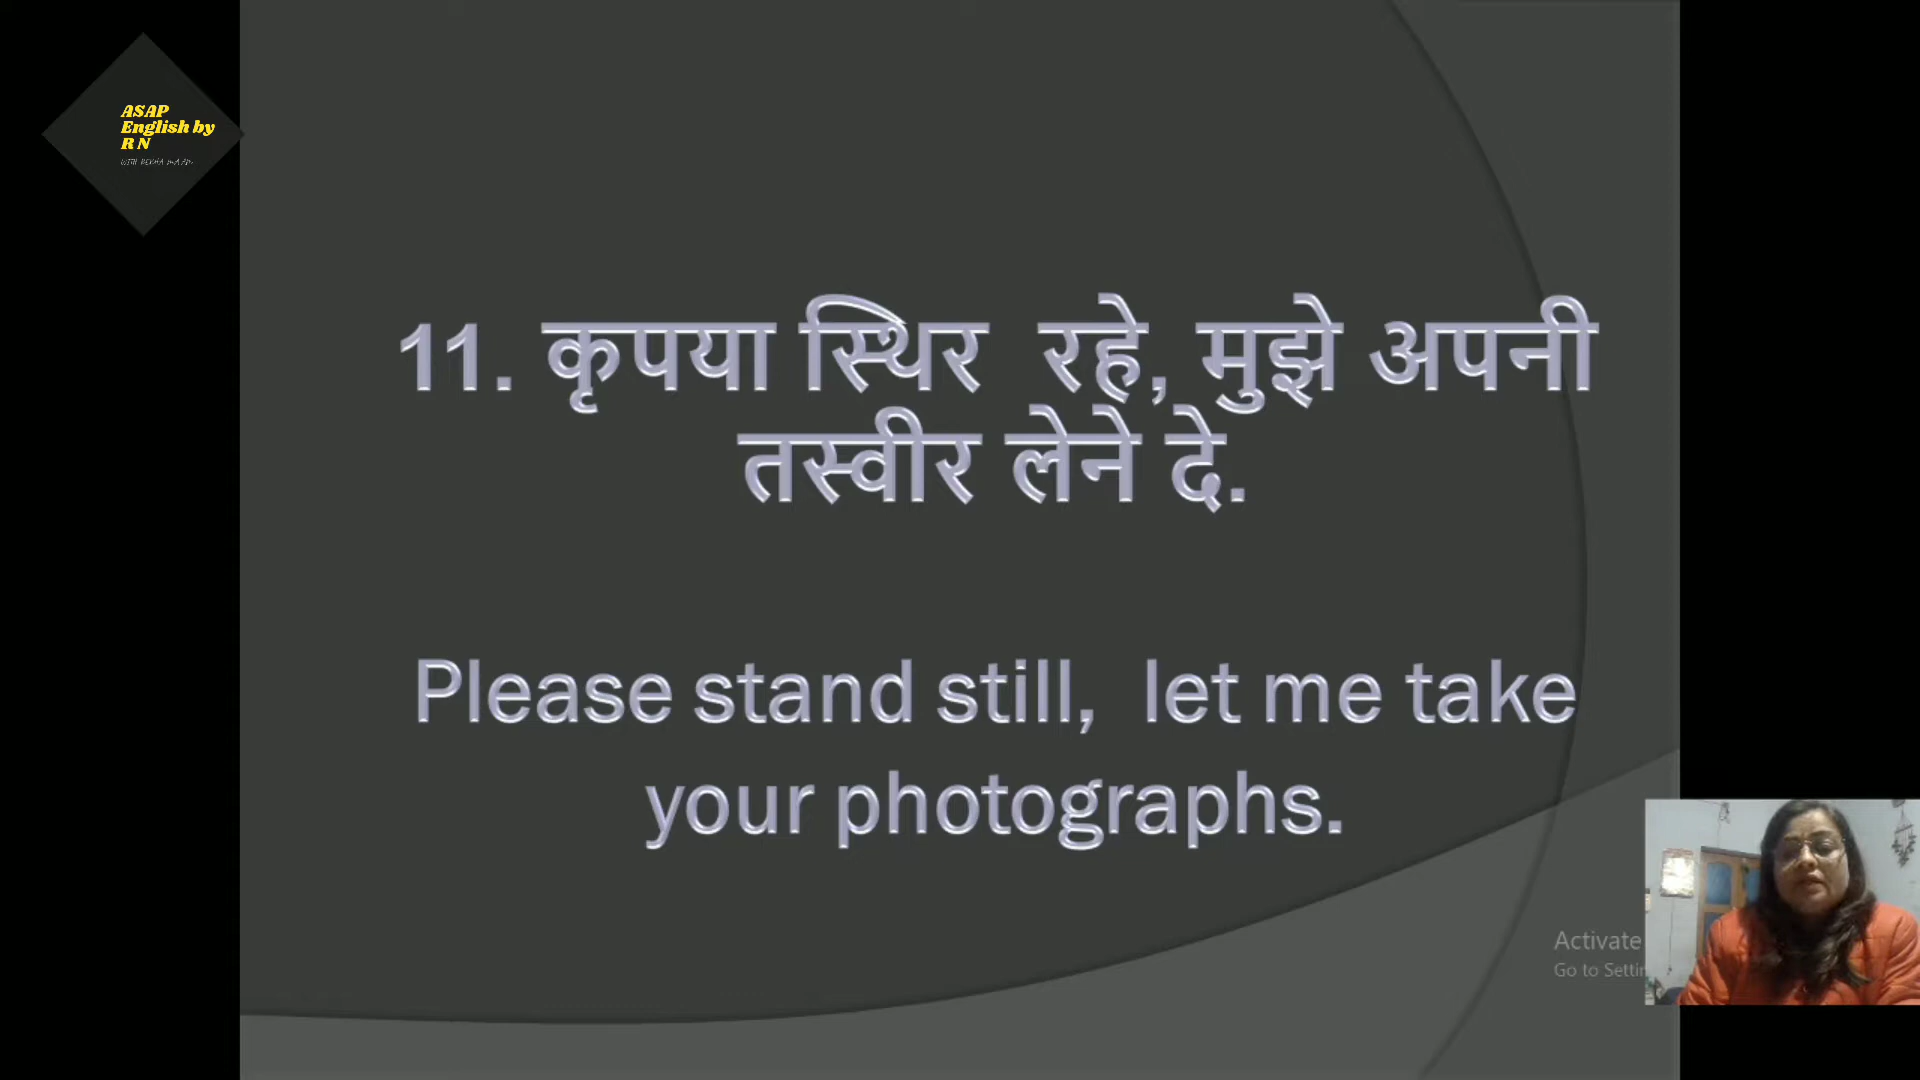 ASAP
English by
R N
11. कृपया स्थिर रहे, मुझे अपनी
तस्वीर लेने दे.
Please stand still, let me take
your photographs.
Activate
Go to Settin